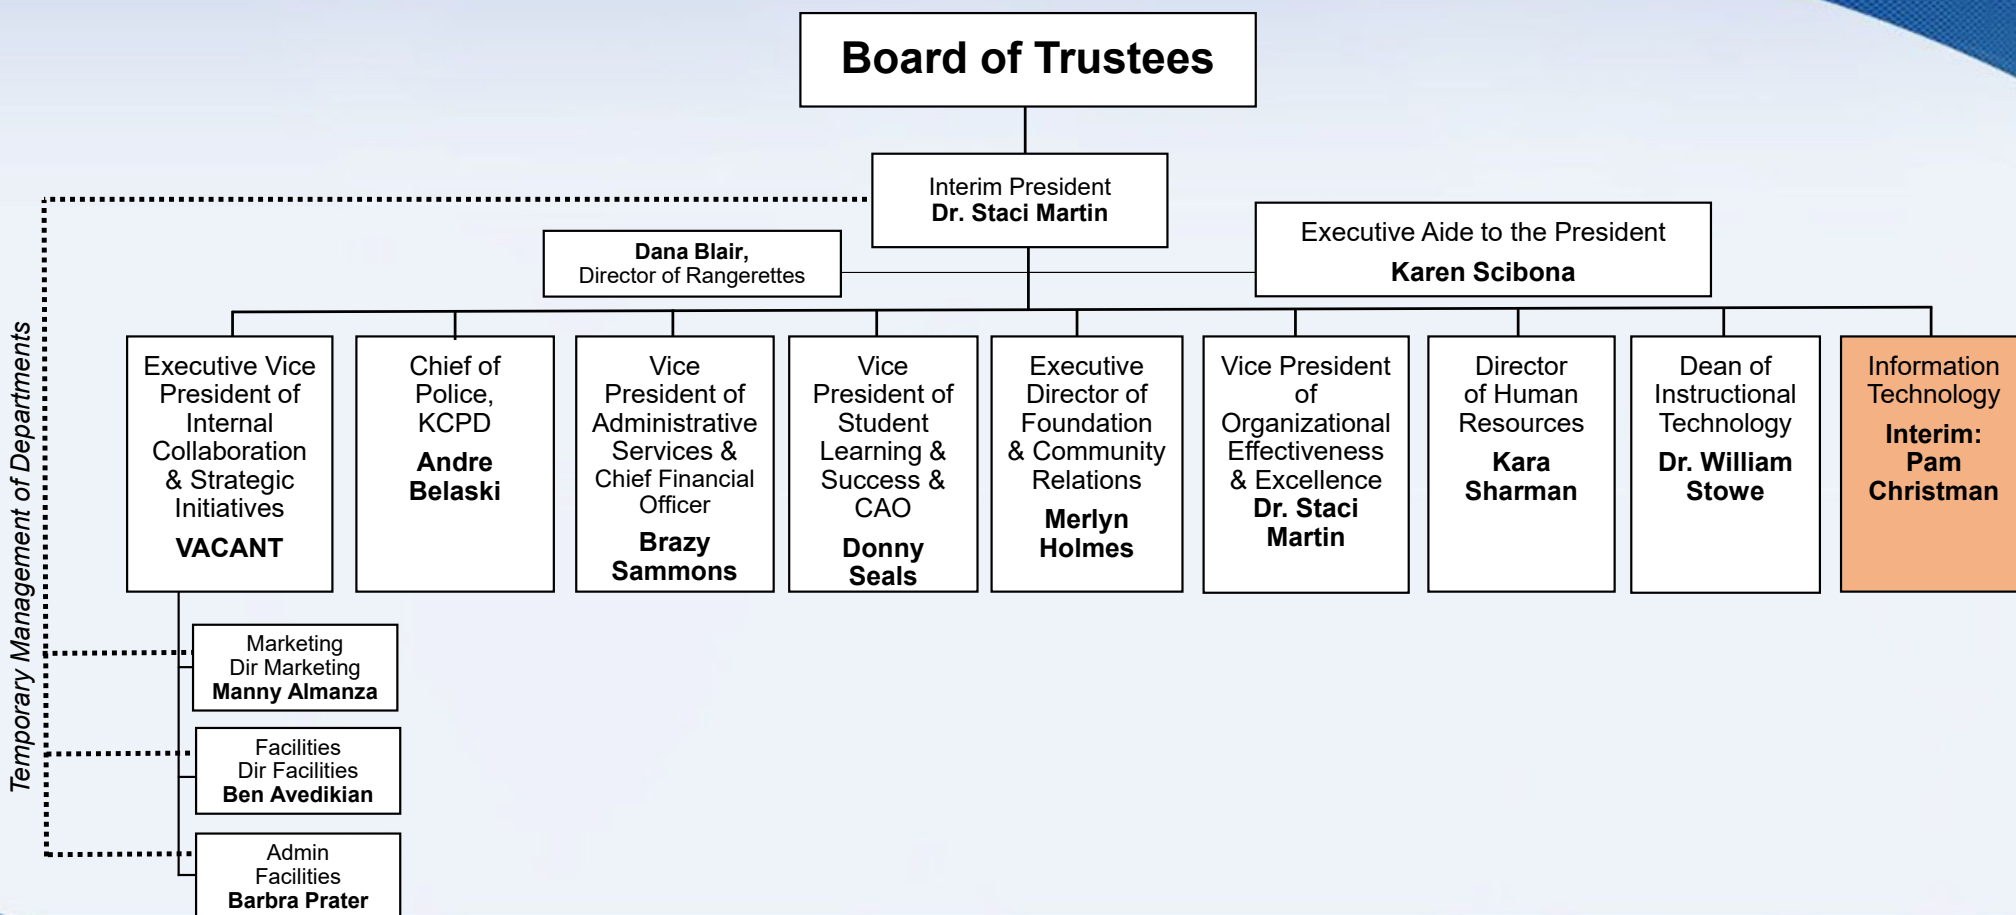 Board of Trustees
Interim President
Dr. Staci Martin
Dana Blair,
Director of Rangerettes
Executive Aide to the President
Karen Scibona
Temporary Management of Departments
Executive Vice
President of
Internal
Collaboration
& Strategic
Initiatives
VACANT
Chief of
Police,
KCPD
Andre
Belaski
Vice
President of
Administrative
Services &
Chief Financial
Officer
Brazy
Sammons
Vice
President of
Student
Learning &
Success &
CAO
Donny
Seals
Executive
Director of
Foundation
& Community
Relations
Merlyn
Holmes
Vice President
of
Organizational
Effectiveness
& Excellence
Dr. Staci
Martin
Director
of Human
Resources
Kara
Sharman
Dean of
Instructional
Technology
Dr. William
Stowe
Information
Technology
Interim:
Pam
Christman
Marketing
Dir Marketing
Manny Almanza
Facilities
Dir Facilities
Ben Avedikian
Admin
Facilities
Barbra Prater